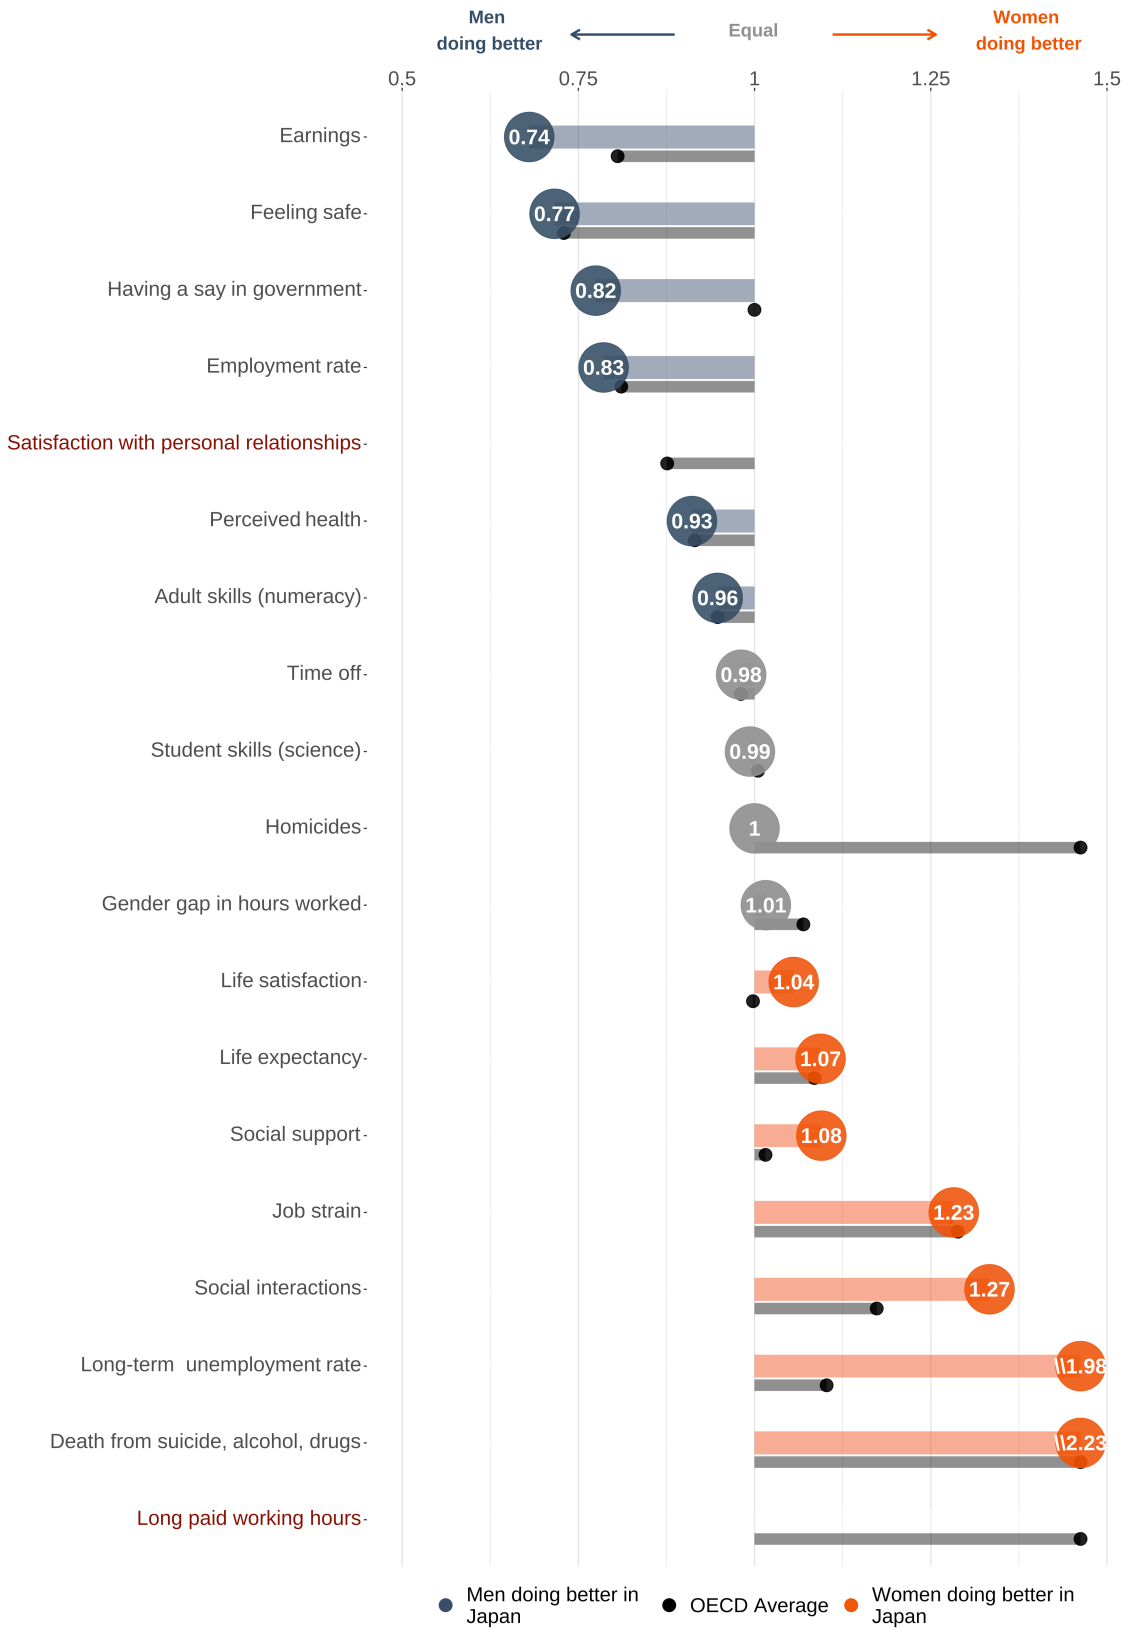 Men
doing better
Equal
Women
doing better
0.5 0.75 1 1.25 1.5
Earnings 0.74
Feeling safe 0.77
Having a say in government 0.82
Employment rate 0.83
Satisfaction with personal relationships
Perceived health 0.93
Adult skills (numeracy) 0.96
Time off 0.98
Student skills (science) 0.99
Homicides 1
Gender gap in hours worked 1.01
Life satisfaction 1.04
Life expectancy 1.07
Social support 1.08
Job strain 1.23
Social interactions 1.27
Long-term  unemployment rate \\1.98
Death from suicide, alcohol, drugs \\2.23
Long paid working hours
Men doing better in
Japan
OECD Average
Women doing better in
Japan